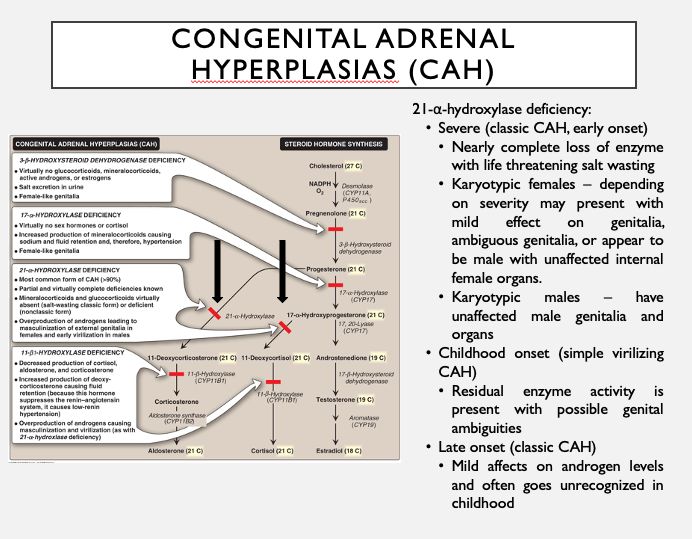 CONGENITAL ADRENAL
HYPERPLASIAS (CAH)
CONGENITAL ADRENAL HYPERPLASIAS (CAH)
3-β-HYDROXYSTEROID DEHYDROGENASE DEFICIENCY
• Virtually no glucocorticoids, mineralocorticoids,
active androgens, or estrogens
• Salt excretion in urine
• Female-like genitalia
17-α-HYDROXYLASE DEFICIENCY
• Virtually no sex hormones or cortisol
• Increased production of mineralocorticoids causing
sodium and fluid retention and, therefore, hypertension
• Female-like genitalia
21-α-HYDROXYLASE DEFICIENCY
• Most common form of CAH (>90%)
• Partial and virtually complete deficiencies known
• Mineralocorticoids and glucocorticoids virtually
absent (salt-wasting classic form) or deficient
(nonclassic form)
• Overproduction of androgens leading to
masculinization of external genitalia in
females and early virilization in males
11-β1-HYDROXYLASE DEFICIENCY
• Decreased production of cortisol,
aldosterone, and corticosterone
• Increased production of deoxy-
corticosterone causing fluid
retention (because this hormone
suppresses the renin–angiotensin
system, it causes low-renin
hypertension)
• Overproduction of androgens causing
masculinization and virilization (as with
21-α-hydroxlase deficiency)
STEROID HORMONE SYNTHESIS
Cholesterol (27 C)
NADPH
O₂
Desmolase
(CYP11A,
P450scc)
Pregnenolone (21 C)
3-β-Hydroxysteroid
dehydrogenase
Progesterone (21 C)
17-α-Hydroxylase
(CYP17)
21-α-Hydroxylase
17-α-Hydroxyprogesterone (21 C)
17, 20-Lyase
(CYP17)
11-Deoxycorticosterone (21 C)
11-Deoxycortisol (21 C)
Androstenedione (19 C)
11-β-Hydroxylase
(CYP11B1)
11-β-Hydroxylase
(CYP11B1)
17-β-Hydroxysteroid
dehydrogenase
Corticosterone
Testosterone (19 C)
Aldosterone synthase
(CYP11B2)
Aromatase
(CYP19)
Aldosterone (21 C)
Cortisol (21 C)
Estradiol (18 C)
21-α-hydroxylase deficiency:
• Severe (classic CAH, early onset)
• Nearly complete loss of enzyme
with life threatening salt wasting
• Karyotypic females – depending
on severity may present with
mild effect on genitalia,
ambiguous genitalia, or appear to
be male with unaffected internal
female organs.
• Karyotypic males – have
unaffected male genitalia and
organs
• Childhood onset (simple virilizing
CAH)
• Residual enzyme activity is
present with possible genital
ambiguities
• Late onset (classic CAH)
• Mild affects on androgen levels
and often goes unrecognized in
childhood